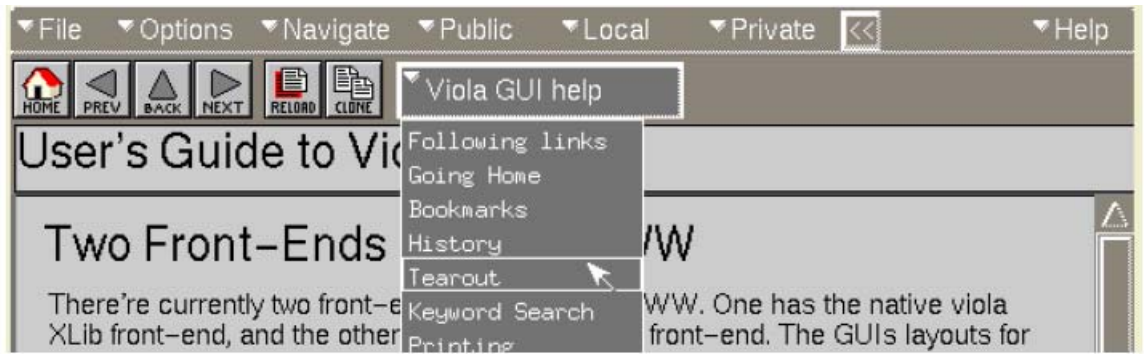 File Options Navigate Public Local Private << Help
HOME PREV BACK NEXT RELOAD CLONE Viola GUI help
User's Guide to Vio
Following links
Going Home
Bookmarks
History
Tearout
Keyword Search
Printing
Two Front-Ends WW
There're currently two front-e WW. One has the native viola
XLib front-end, and the other front-end. The GUIs layouts for